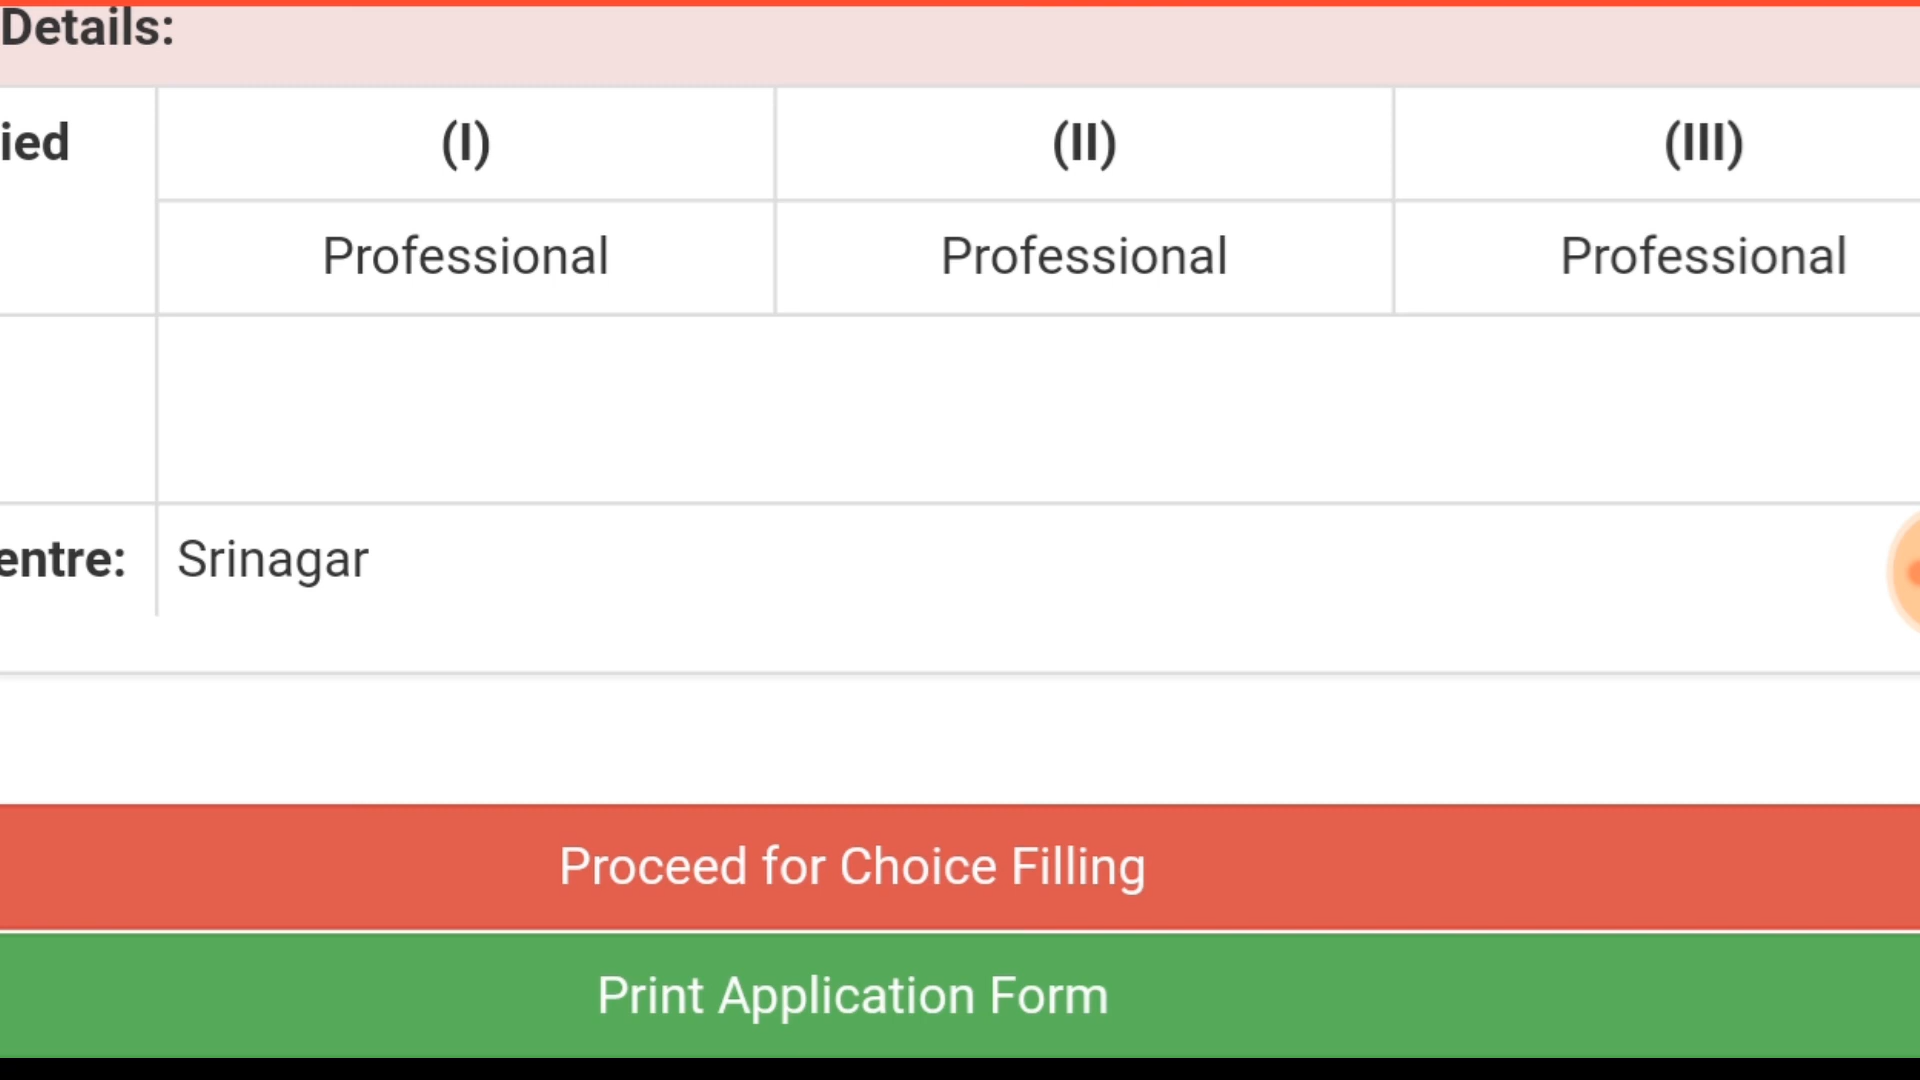 Details:
ied (I) (II) (III)
Professional Professional Professional
entre: Srinagar
Proceed for Choice Filling
Print Application Form